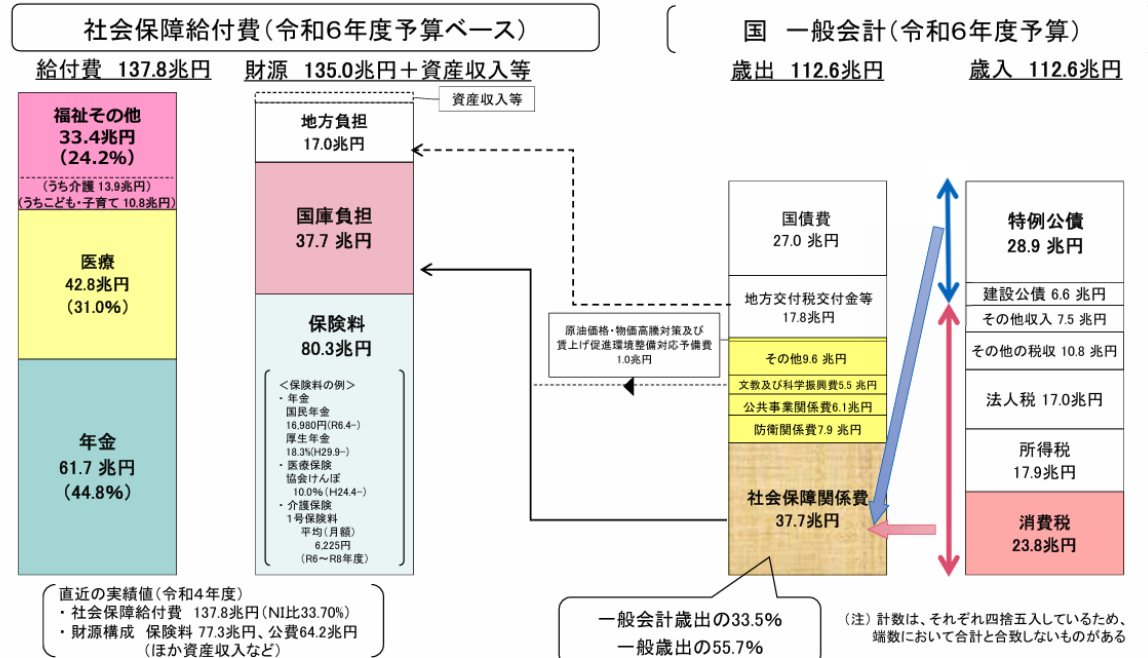 社会保障給付費(令和6年度予算ベース)
給付費 137.8兆円
財源 135.0兆円+資産収入等
資産収入等
福祉その他
33.4兆円
(24.2%)
(うち介護 13.9兆円)
(うちこども・子育て 10.8兆円)
医療
42.8兆円
(31.0%)
年金
61.7 兆円
(44.8%)
地方負担
17.0兆円
国庫負担
37.7 兆円
保険料
80.3兆円
<保険料の例>
・年金
国民年金
16,980円(R6.4-)
厚生年金
18.3%(H29.9-)
・医療保険
協会けんぽ
10.0%(H24.4-)
・介護保険
1号保険料
平均(月額)
6,225円
(R6~R8年度)
直近の実績値(令和4年度)
・社会保障給付費 137.8兆円(NI比33.70%)
・財源構成 保険料 77.3兆円、公費64.2兆円
(ほか資産収入など)
国 一般会計(令和6年度予算)
歳出 112.6兆円
歳入 112.6兆円
国債費
27.0 兆円
地方交付税交付金等
17.8兆円
原油価格・物価高騰対策及び
賃上げ促進環境整備対応予備費
1.0兆円
その他9.6 兆円
文教及び科学振興費5.5 兆円
公共事業関係費6.1兆円
防衛関係費7.9 兆円
社会保障関係費
37.7兆円
一般会計歳出の33.5%
一般歳出の55.7%
特例公債
28.9 兆円
建設公債 6.6 兆円
その他収入 7.5 兆円
その他の税収 10.8 兆円
法人税 17.0兆円
所得税
17.9兆円
消費税
23.8兆円
(注) 計数は、それぞれ四捨五入しているため、
端数において合計と合致しないものがある